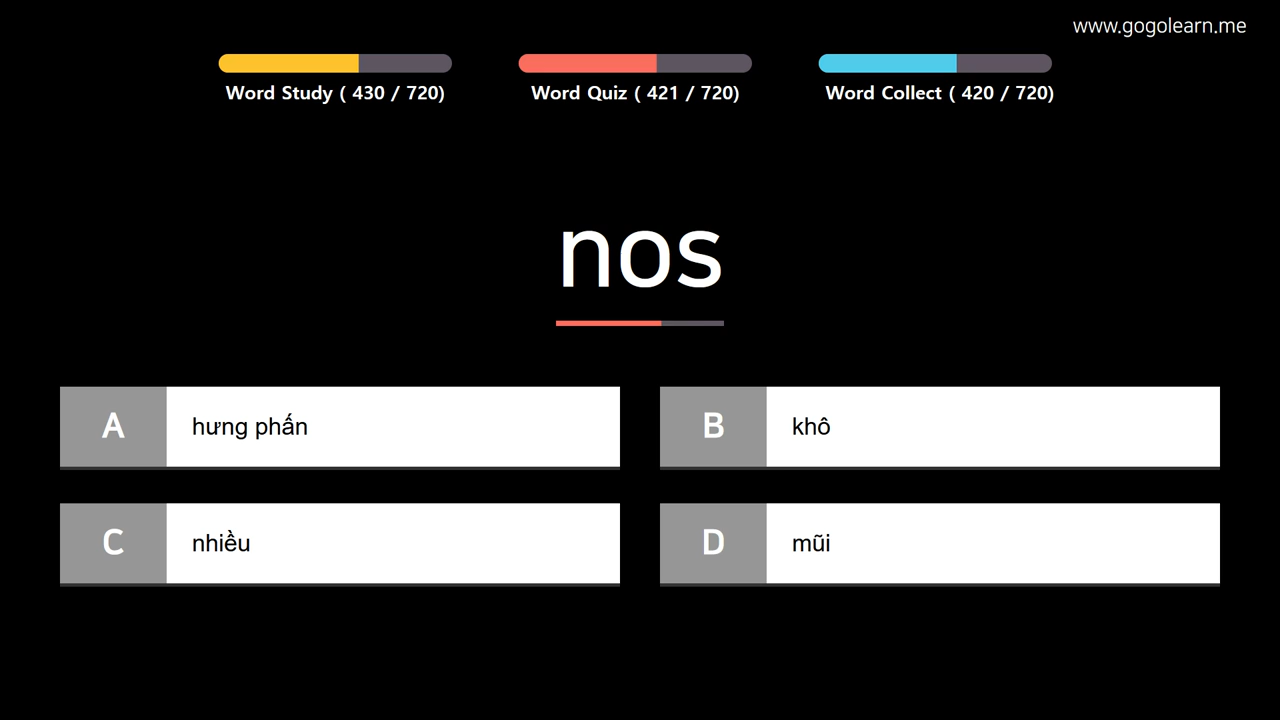 www.gogolearn.me
Word Study ( 430 / 720)
Word Quiz ( 421 / 720)
Word Collect ( 420 / 720)
nos
A hưng phấn
B khô
C nhiều
D mũi